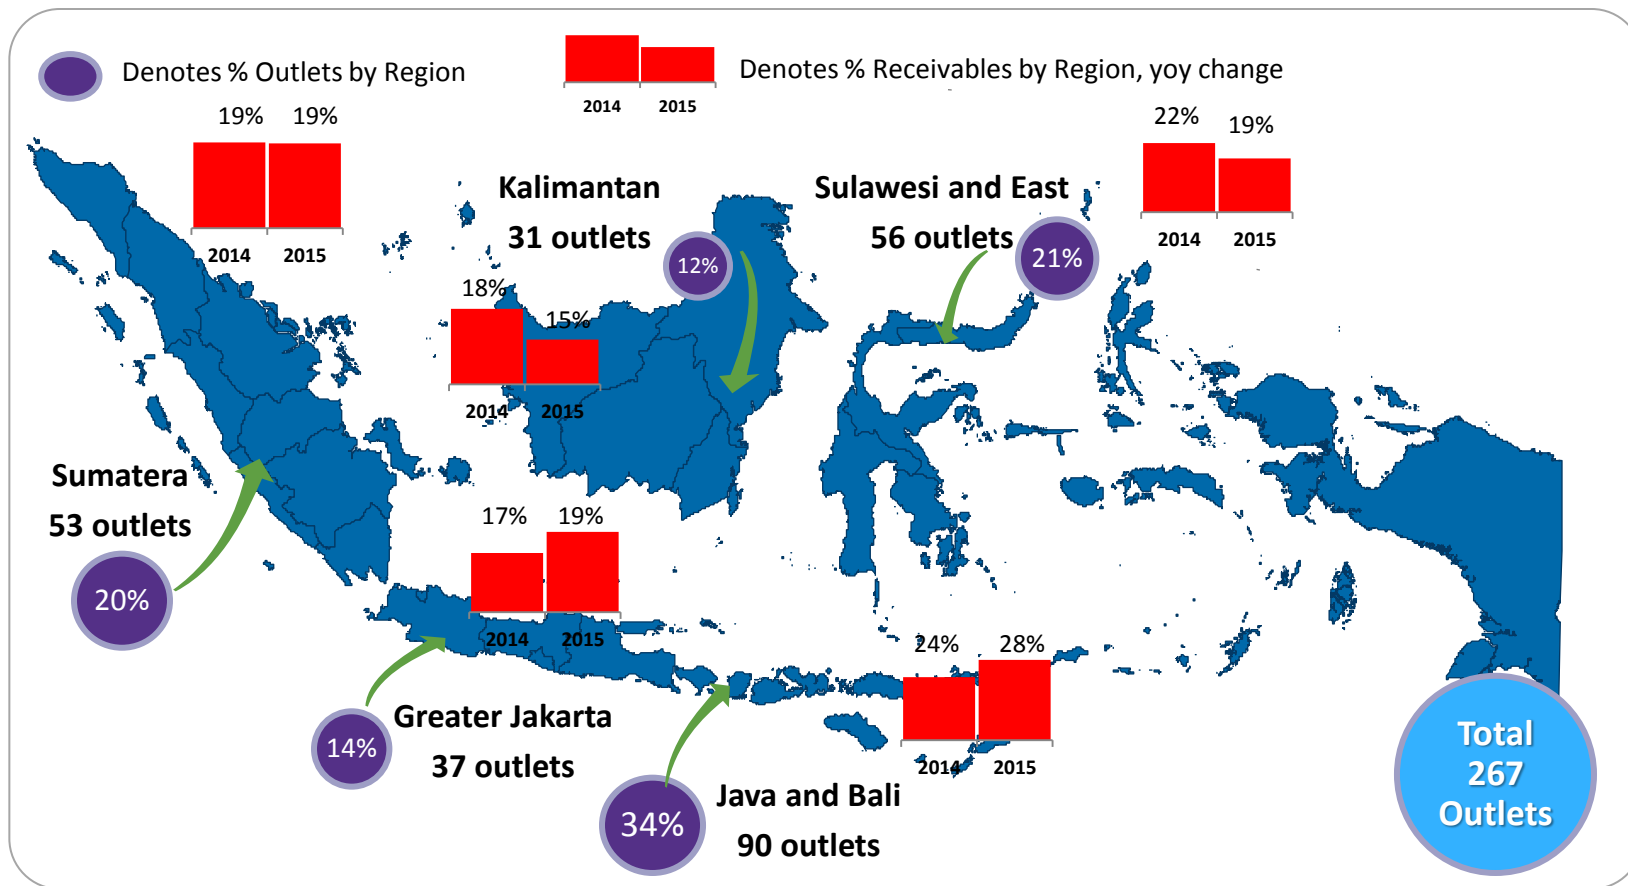 Denotes % Outlets by Region
2014 2015
Denotes % Receivables by Region, yoy change
19% 19%
2014 2015
Kalimantan
31 outlets
12%
18% 15%
2014 2015
Sulawesi and East
56 outlets
21%
22% 19%
2014 2015
Sumatera
53 outlets
20%
17% 19%
2014 2015
Greater Jakarta
37 outlets
14%
24% 28%
2014 2015
Java and Bali
90 outlets
34%
Total
267
Outlets